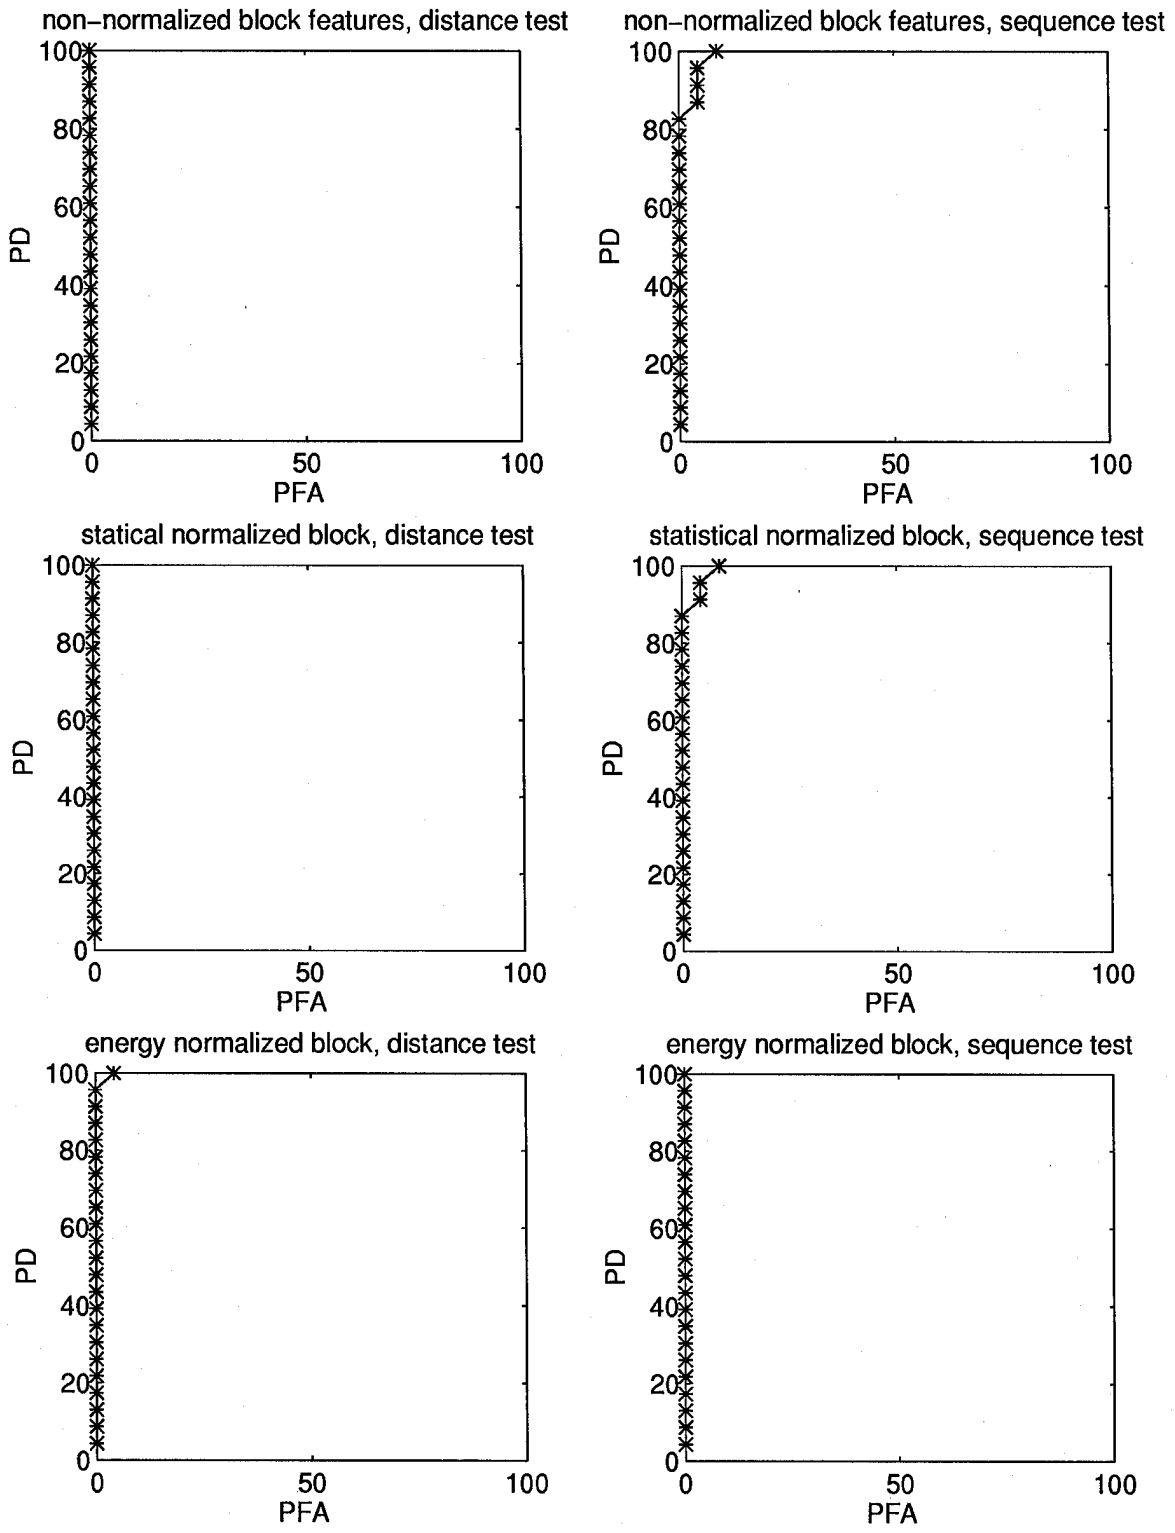 non-normalized block features, distance test
100
80
60
40
20
0
PD
0 50 100
PFA
non-normalized block features, sequence test
100
80
60
40
20
0
PD
0 50 100
PFA
statical normalized block, distance test
100
80
60
40
20
0
PD
0 50 100
PFA
statistical normalized block, sequence test
100
80
60
40
20
0
PD
0 50 100
PFA
energy normalized block, distance test
100
80
60
40
20
0
PD
0 50 100
PFA
energy normalized block, sequence test
100
80
60
40
20
0
PD
0 50 100
PFA